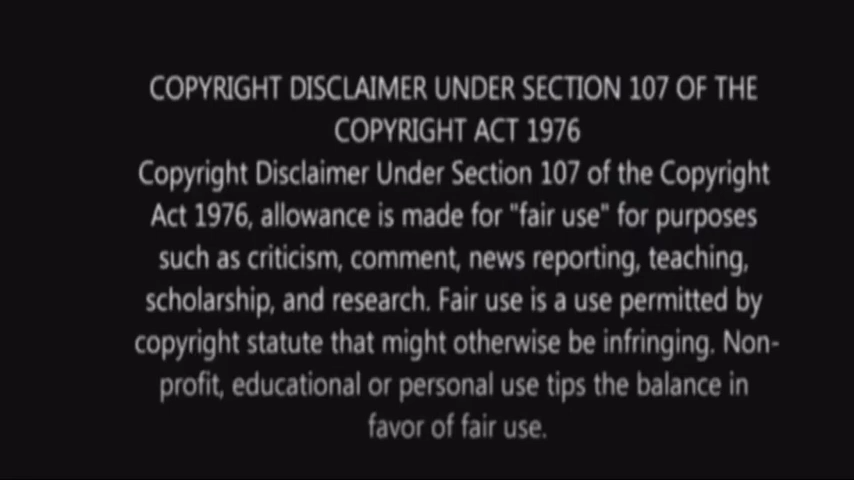 COPYRIGHT DISCLAIMER UNDER SECTION 107 OF THE
COPYRIGHT ACT 1976
Copyright Disclaimer Under Section 107 of the Copyright
Act 1976, allowance is made for "fair use" for purposes
such as criticism, comment, news reporting, teaching,
scholarship, and research. Fair use is a use permitted by
copyright statute that might otherwise be infringing. Non-
profit, educational or personal use tips the balance in
favor of fair use.